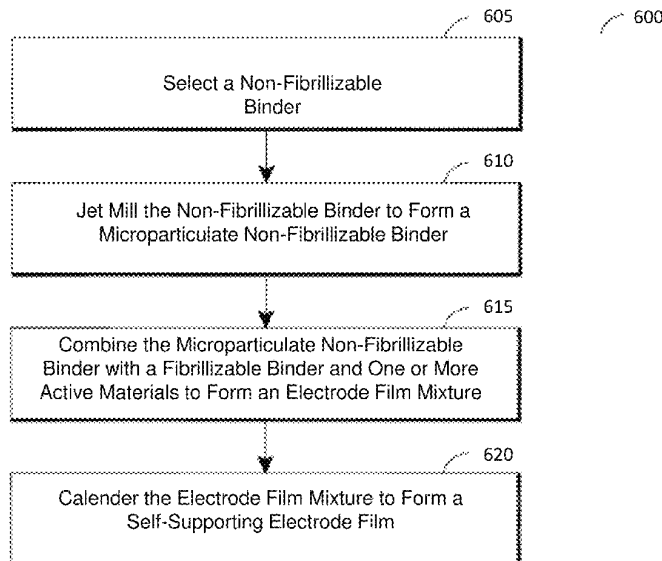 605
600
Select a Non-Fibrillizable
Binder
610
Jet Mill the Non-Fibrillizable Binder to Form a
Microparticulate Non-Fibrillizable Binder
615
Combine the Microparticulate Non-Fibrillizable
Binder with a Fibrillizable Binder and One or More
Active Materials to Form an Electrode Film Mixture
620
Calender the Electrode Film Mixture to Form a
Self-Supporting Electrode Film